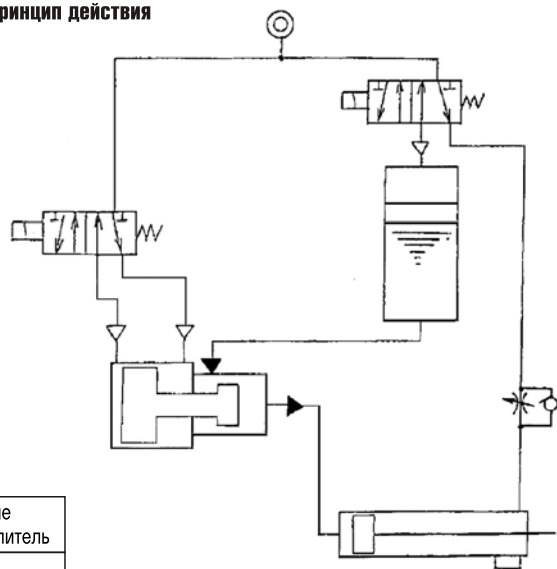 ринцип действия
ие
литель